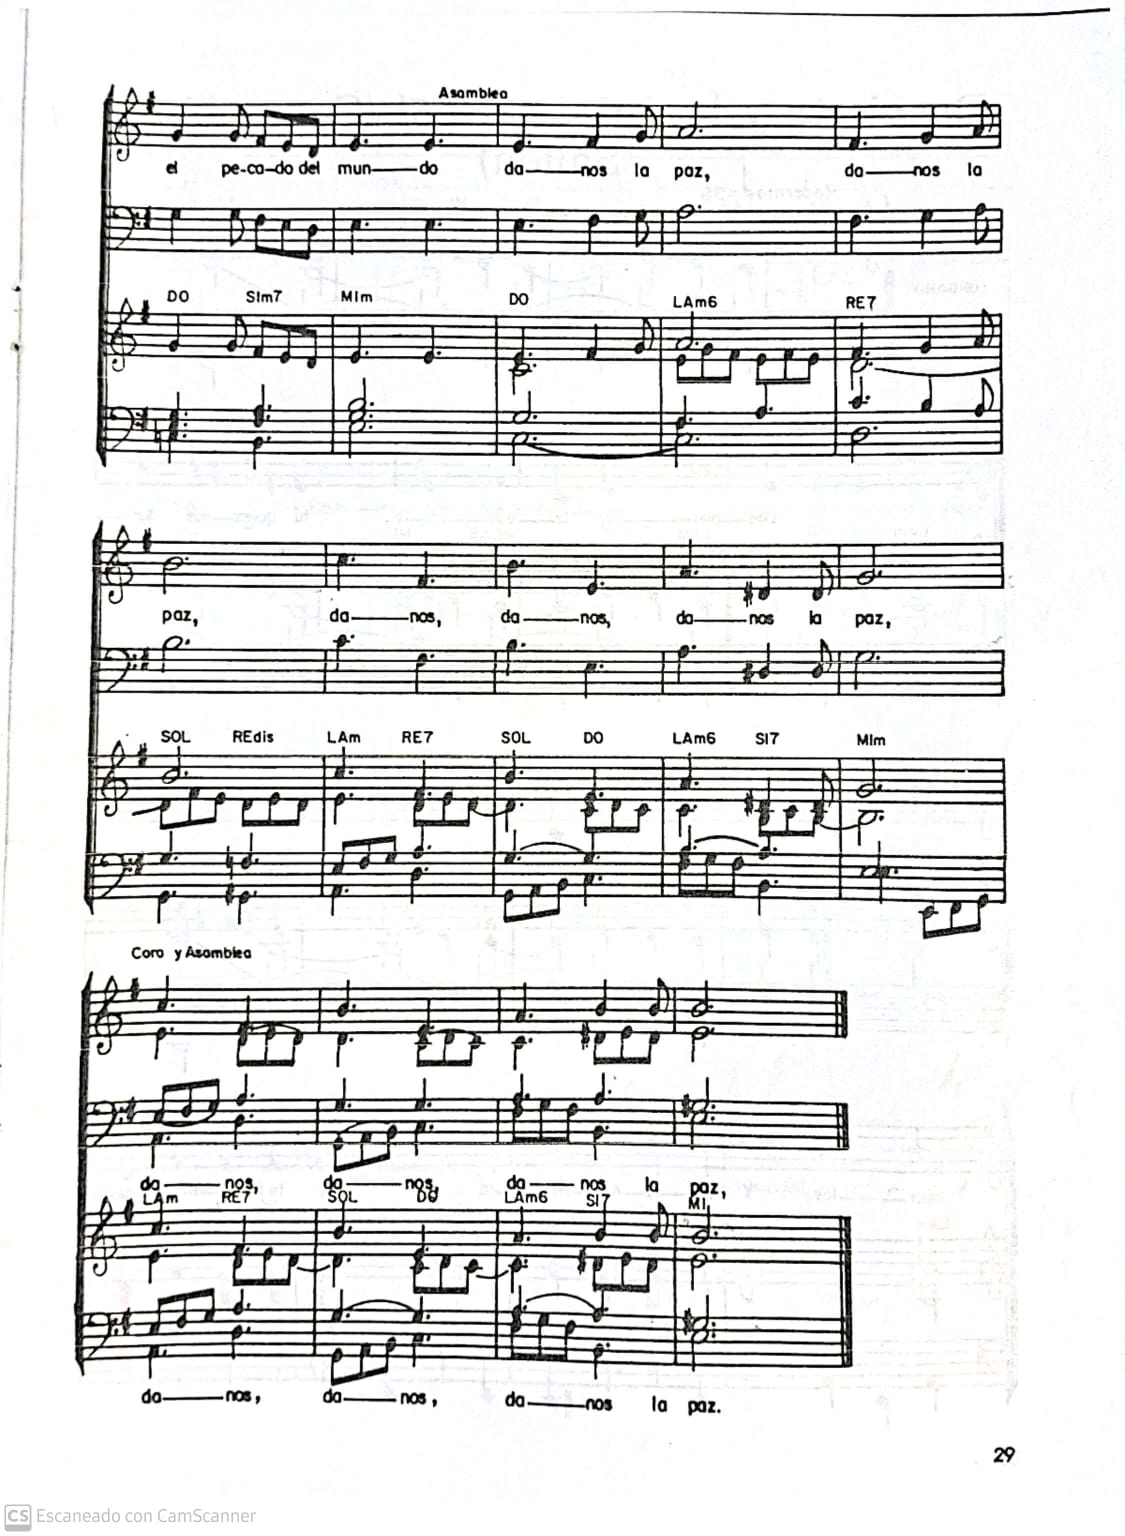 Asamblea
el pe-ca-do del mun——do da——nos la paz, da——nos la
DO SIm7 MIm DO LAm6 RE7
paz, da——nos, da——nos, da——nos la paz,
SOL REdis LAm RE7 SOL DO LAm6 SI7 MIm
Coro y Asamblea
da——nos, da——nos, da——nos la paz,
LAm RE7 SOL DO LAm6 SI7 MI
da——nos, da——nos, da——nos la paz.
29
CS Escaneado con CamScanner